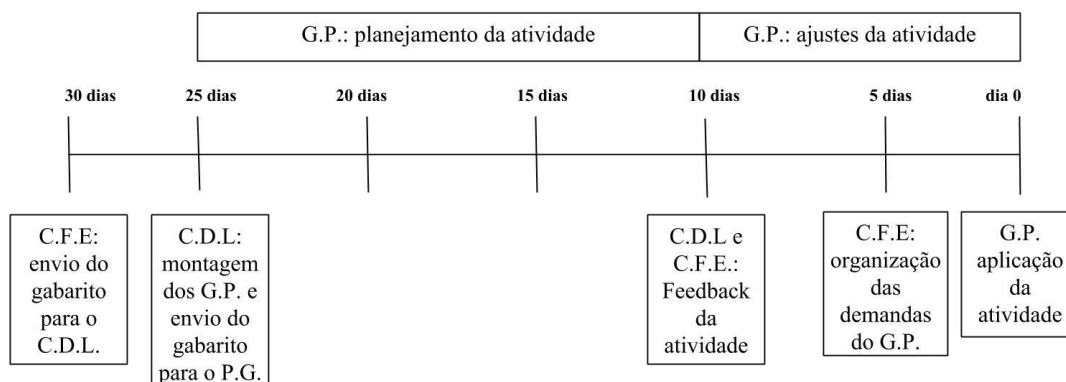 G.P.: planejamento da atividade
G.P.: ajustes da atividade
30 dias
25 dias
20 dias
15 dias
10 dias
5 dias
dia 0
C.F.E:
envio do
gabarito
para o
C.D.L.
C.D.L:
montagem
dos G.P. e
envio do
gabarito
para o P.G.
C.D.L e
C.F.E.:
Feedback
da
atividade
C.F.E:
organização
das
demandas
do G.P.
G.P.
aplicação
da
atividade